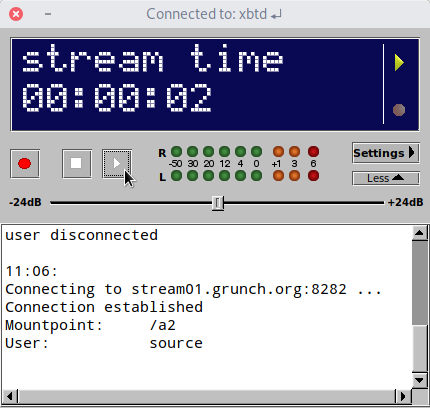 Connected to: xbtd
stream time
00:00:02
R
-50 30 20 12 4 0 +1 3 6
L
Settings
Less
-24dB
+24dB
user disconnected
11:06:
Connecting to stream01.grunch.org:8282 ...
Connection established
Mountpoint: /a2
User: source